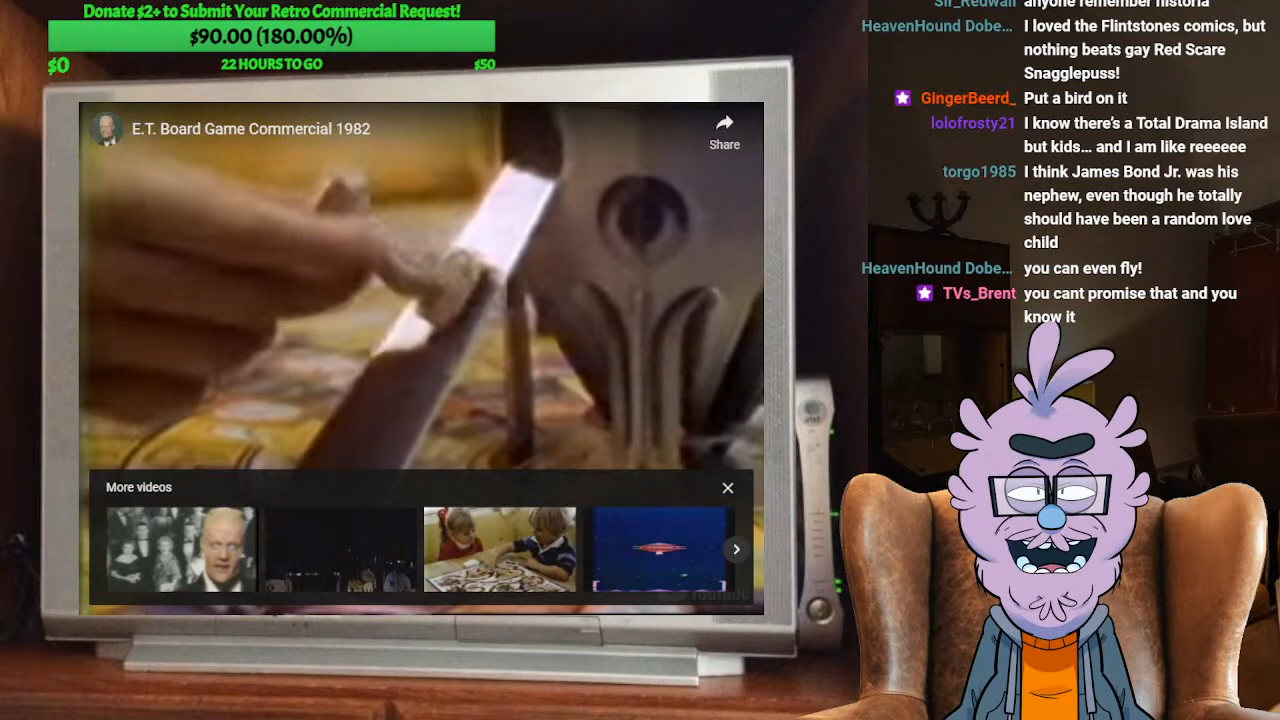 Donate $2+ to Submit Your Retro Commercial Request!
$90.00 (180.00%)
$0
22 HOURS TO GO
$50
E.T. Board Game Commercial 1982
Share
More videos
YouTube
Sir_Redwall anyone remember historia
HeavenHound Dobe… I loved the Flintstones comics, but
nothing beats gay Red Scare
Snagglepuss!
GingerBeerd_ Put a bird on it
lolofrosty21 I know there's a Total Drama Island
but kids… and I am like reeeeee
torgo1985 I think James Bond Jr. was his
nephew, even though he totally
should have been a random love
child
HeavenHound Dobe… you can even fly!
TVs_Brent you cant promise that and you
know it